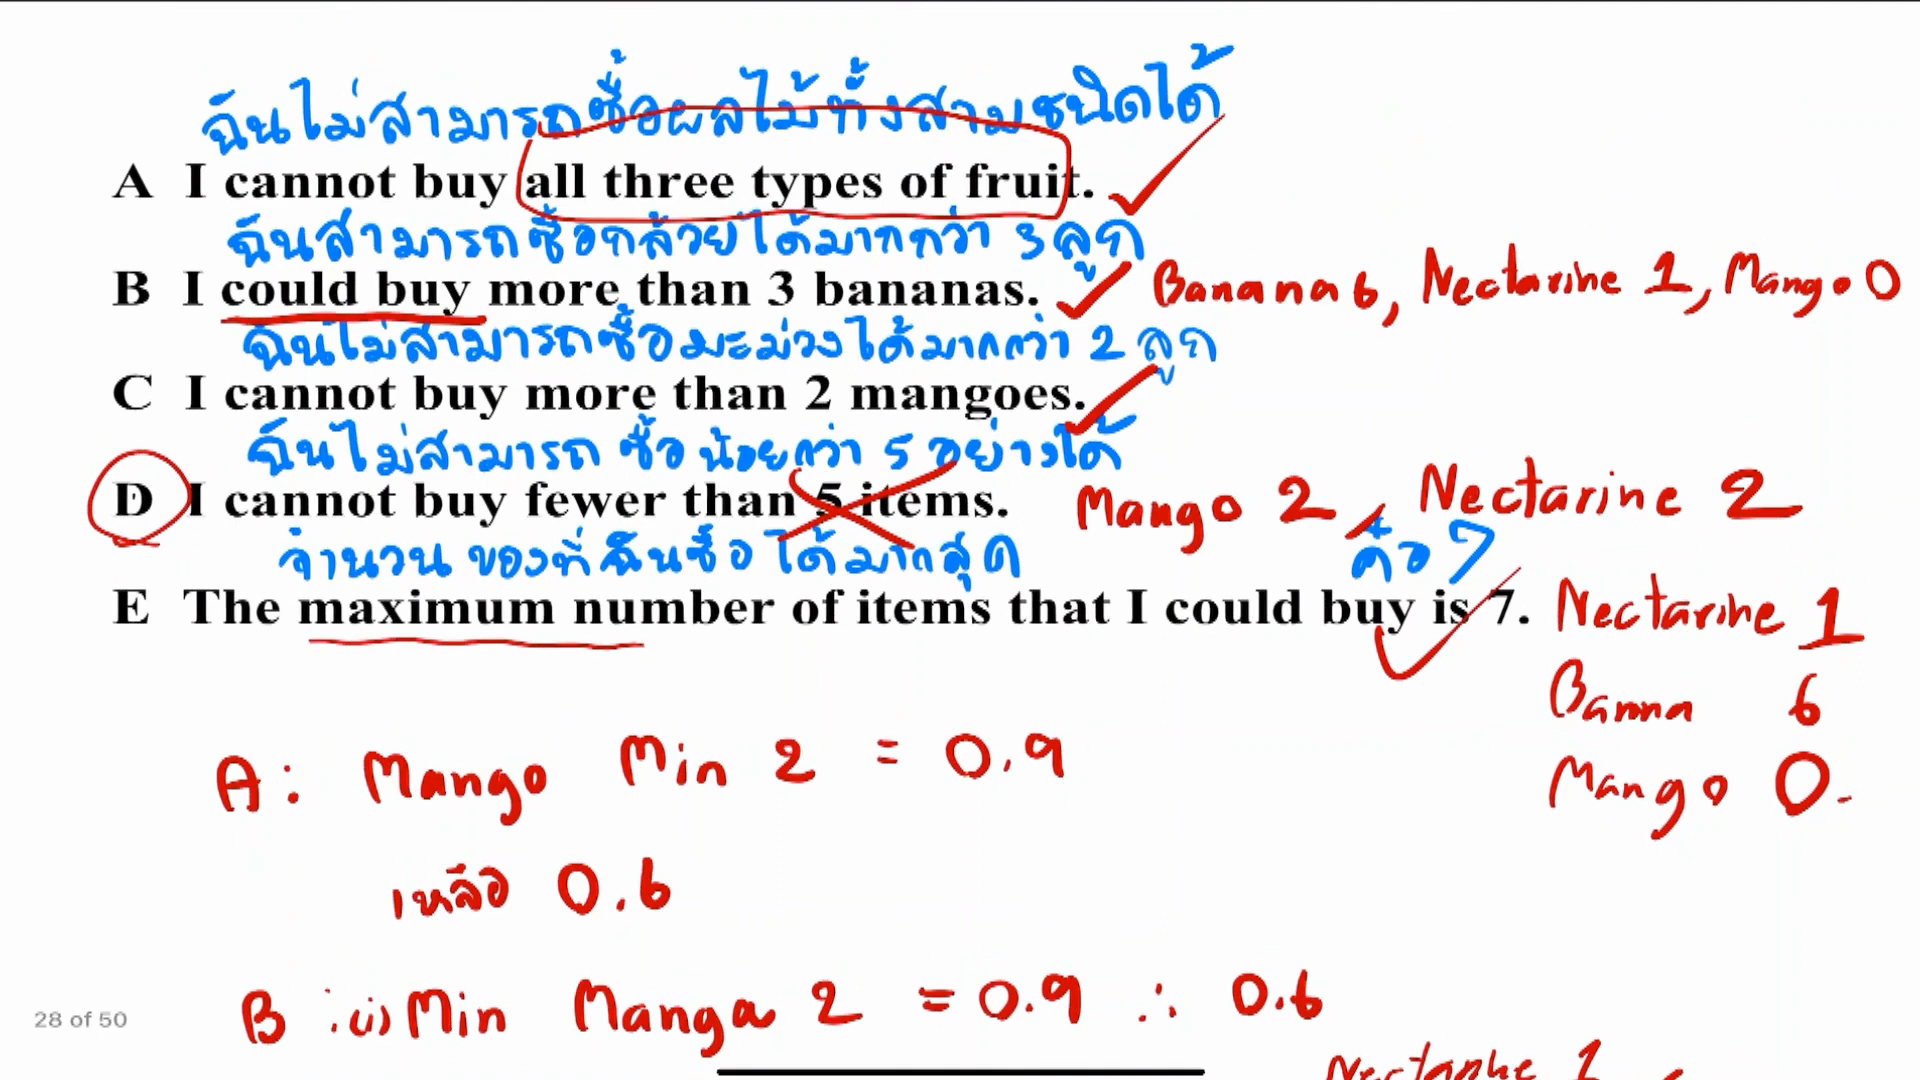 ฉันไม่สามารถซื้อผลไม้ทั้งสามชนิดได้
A I cannot buy all three types of fruit.
ฉันสามารถซื้อกล้วยได้มากกว่า 3 ลูก
B I could buy more than 3 bananas. Banana 6, Nectarine 1, Mango 0
ฉันไม่สามารถซื้อมะม่วงได้มากกว่า 2 ลูก
C I cannot buy more than 2 mangoes.
ฉันไม่สามารถ ซื้อ น้อยกว่า 5 อย่างได้
D I cannot buy fewer than 5 items. Mango 2, Nectarine 2
จำนวน ของที่ ฉันซื้อ ได้มากสุด คือ 7
E The maximum number of items that I could buy is 7. Nectarine 1
Banna 6
Mango 0.
A: Mango Min 2 = 0.9
เหลือ 0.6
B Min Manga 2 = 0.9 ∴ 0.6
28 of 50